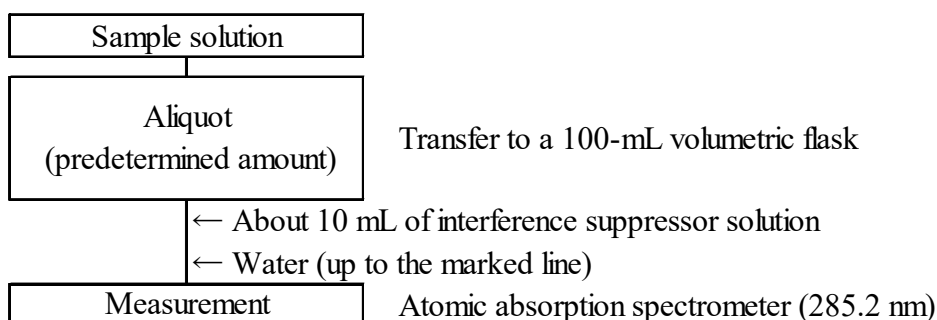 Sample solution
Aliquot
(predetermined amount)
Transfer to a 100-mL volumetric flask
← About 10 mL of interference suppressor solution
← Water (up to the marked line)
Measurement
Atomic absorption spectrometer (285.2 nm)